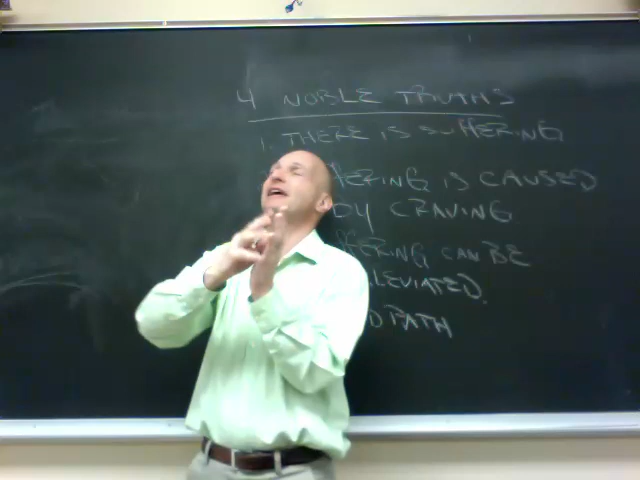 4 NOBLE TRUTHS
1. THERE IS SUFFERING
FERING IS CAUSED
BY CRAVING
FFERING CAN BE
LEVIATED.
D PATH